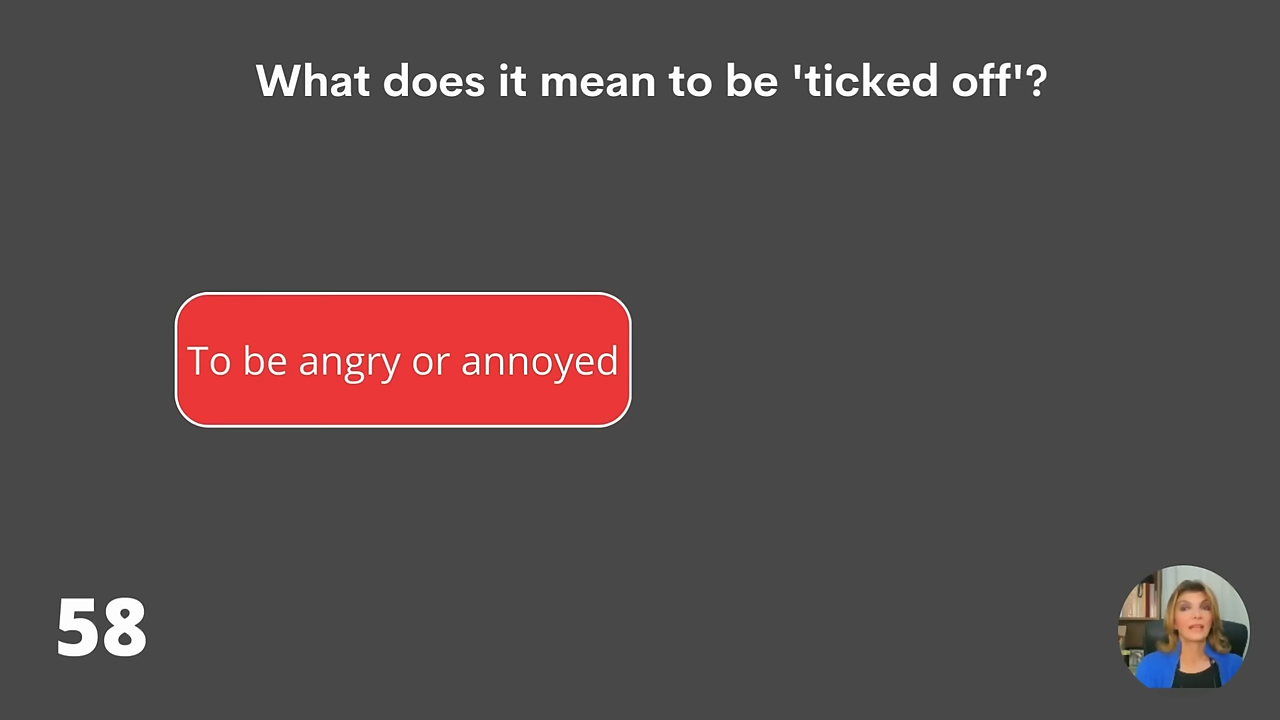 What does it mean to be 'ticked off'?
To be angry or annoyed
58